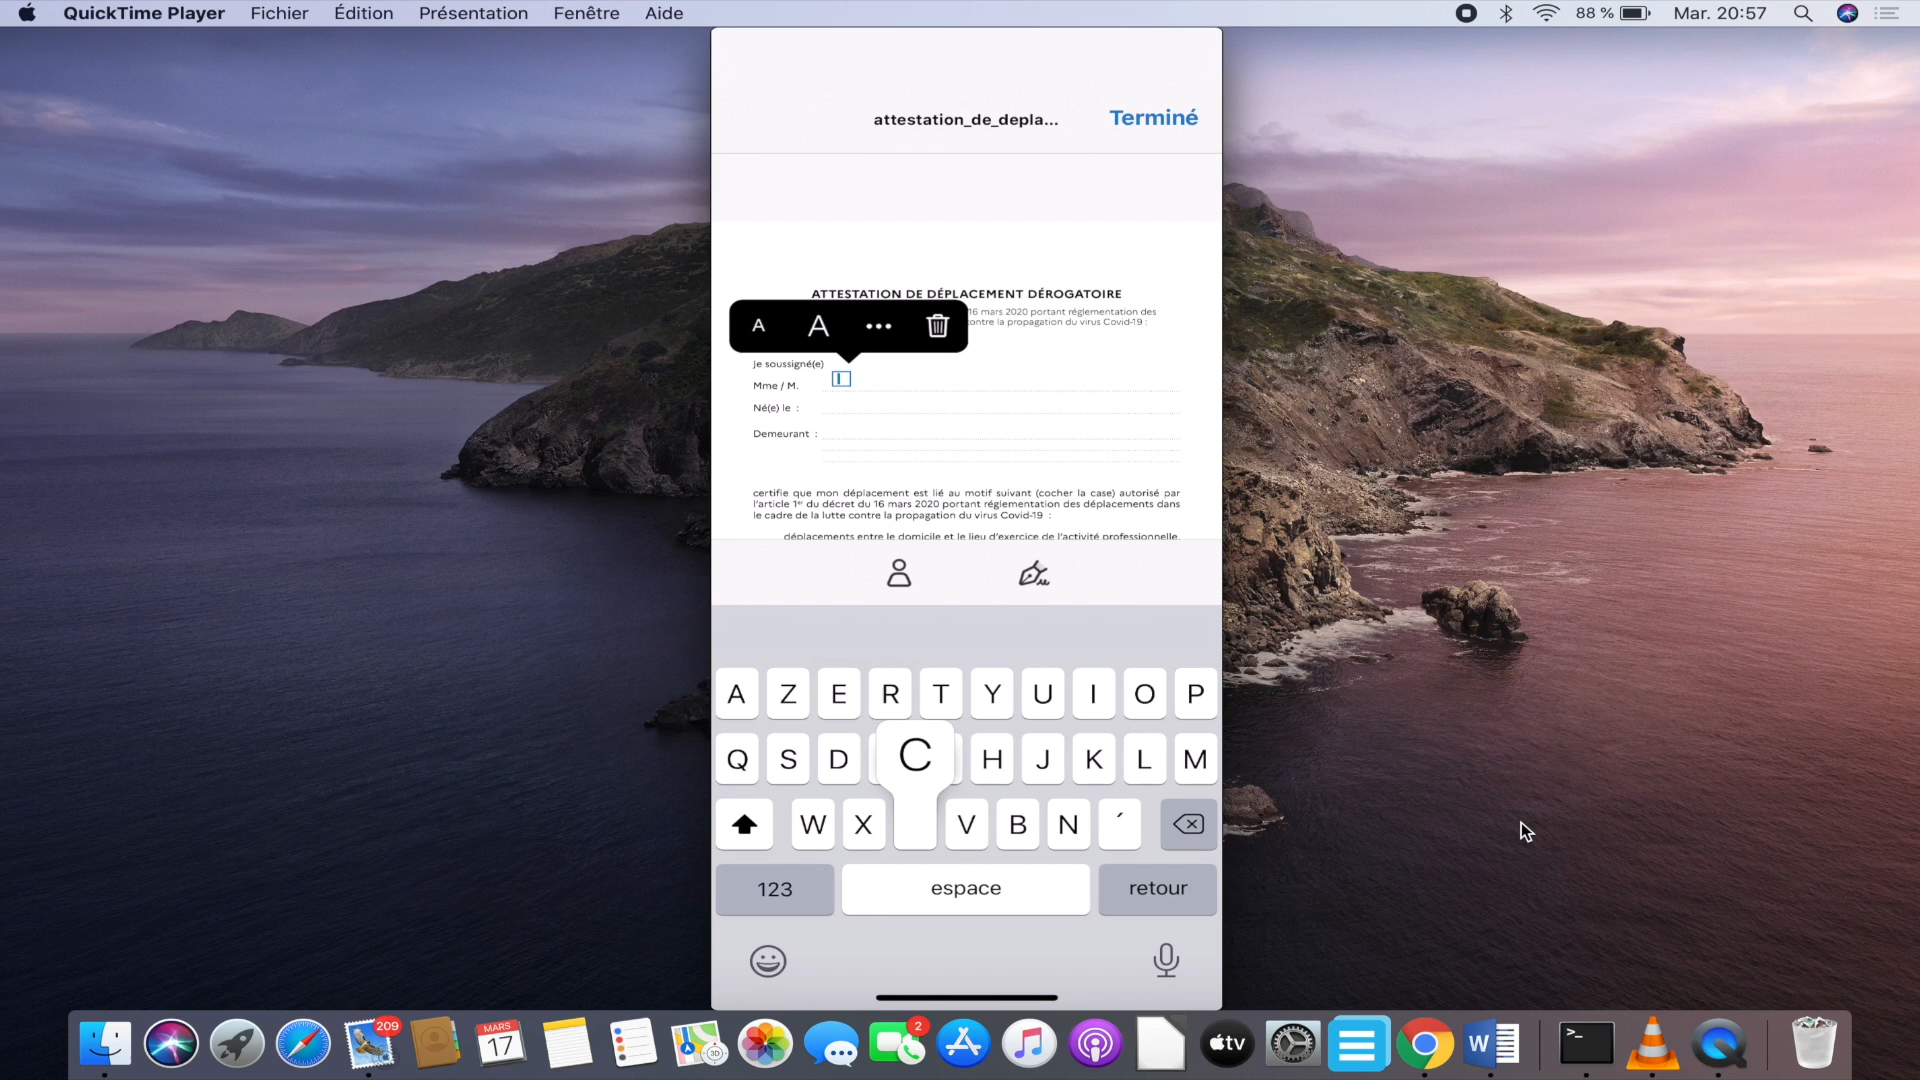 QuickTime Player Fichier Édition Présentation Fenêtre Aide 88 % Mar. 20:57
attestation_de_depla... Terminé
ATTESTATION DE DÉPLACEMENT DÉROGATOIRE
16 mars 2020 portant réglementation des
contre la propagation du virus Covid-19 :
A A •••
Je soussigné(e)
Mme / M.
Né(e) le :
Demeurant :
certifie que mon déplacement est lié au motif suivant (cocher la case) autorisé par
l'article 1er du décret du 16 mars 2020 portant réglementation des déplacements dans
le cadre de la lutte contre la propagation du virus Covid-19 :
déplacements entre le domicile et le lieu d'exercice de l'activité professionnelle,
A Z E R T Y U I O P
Q S D C H J K L M
W X V B N ´
123 espace retour
209 MARS 17 3D 2 tv W >_